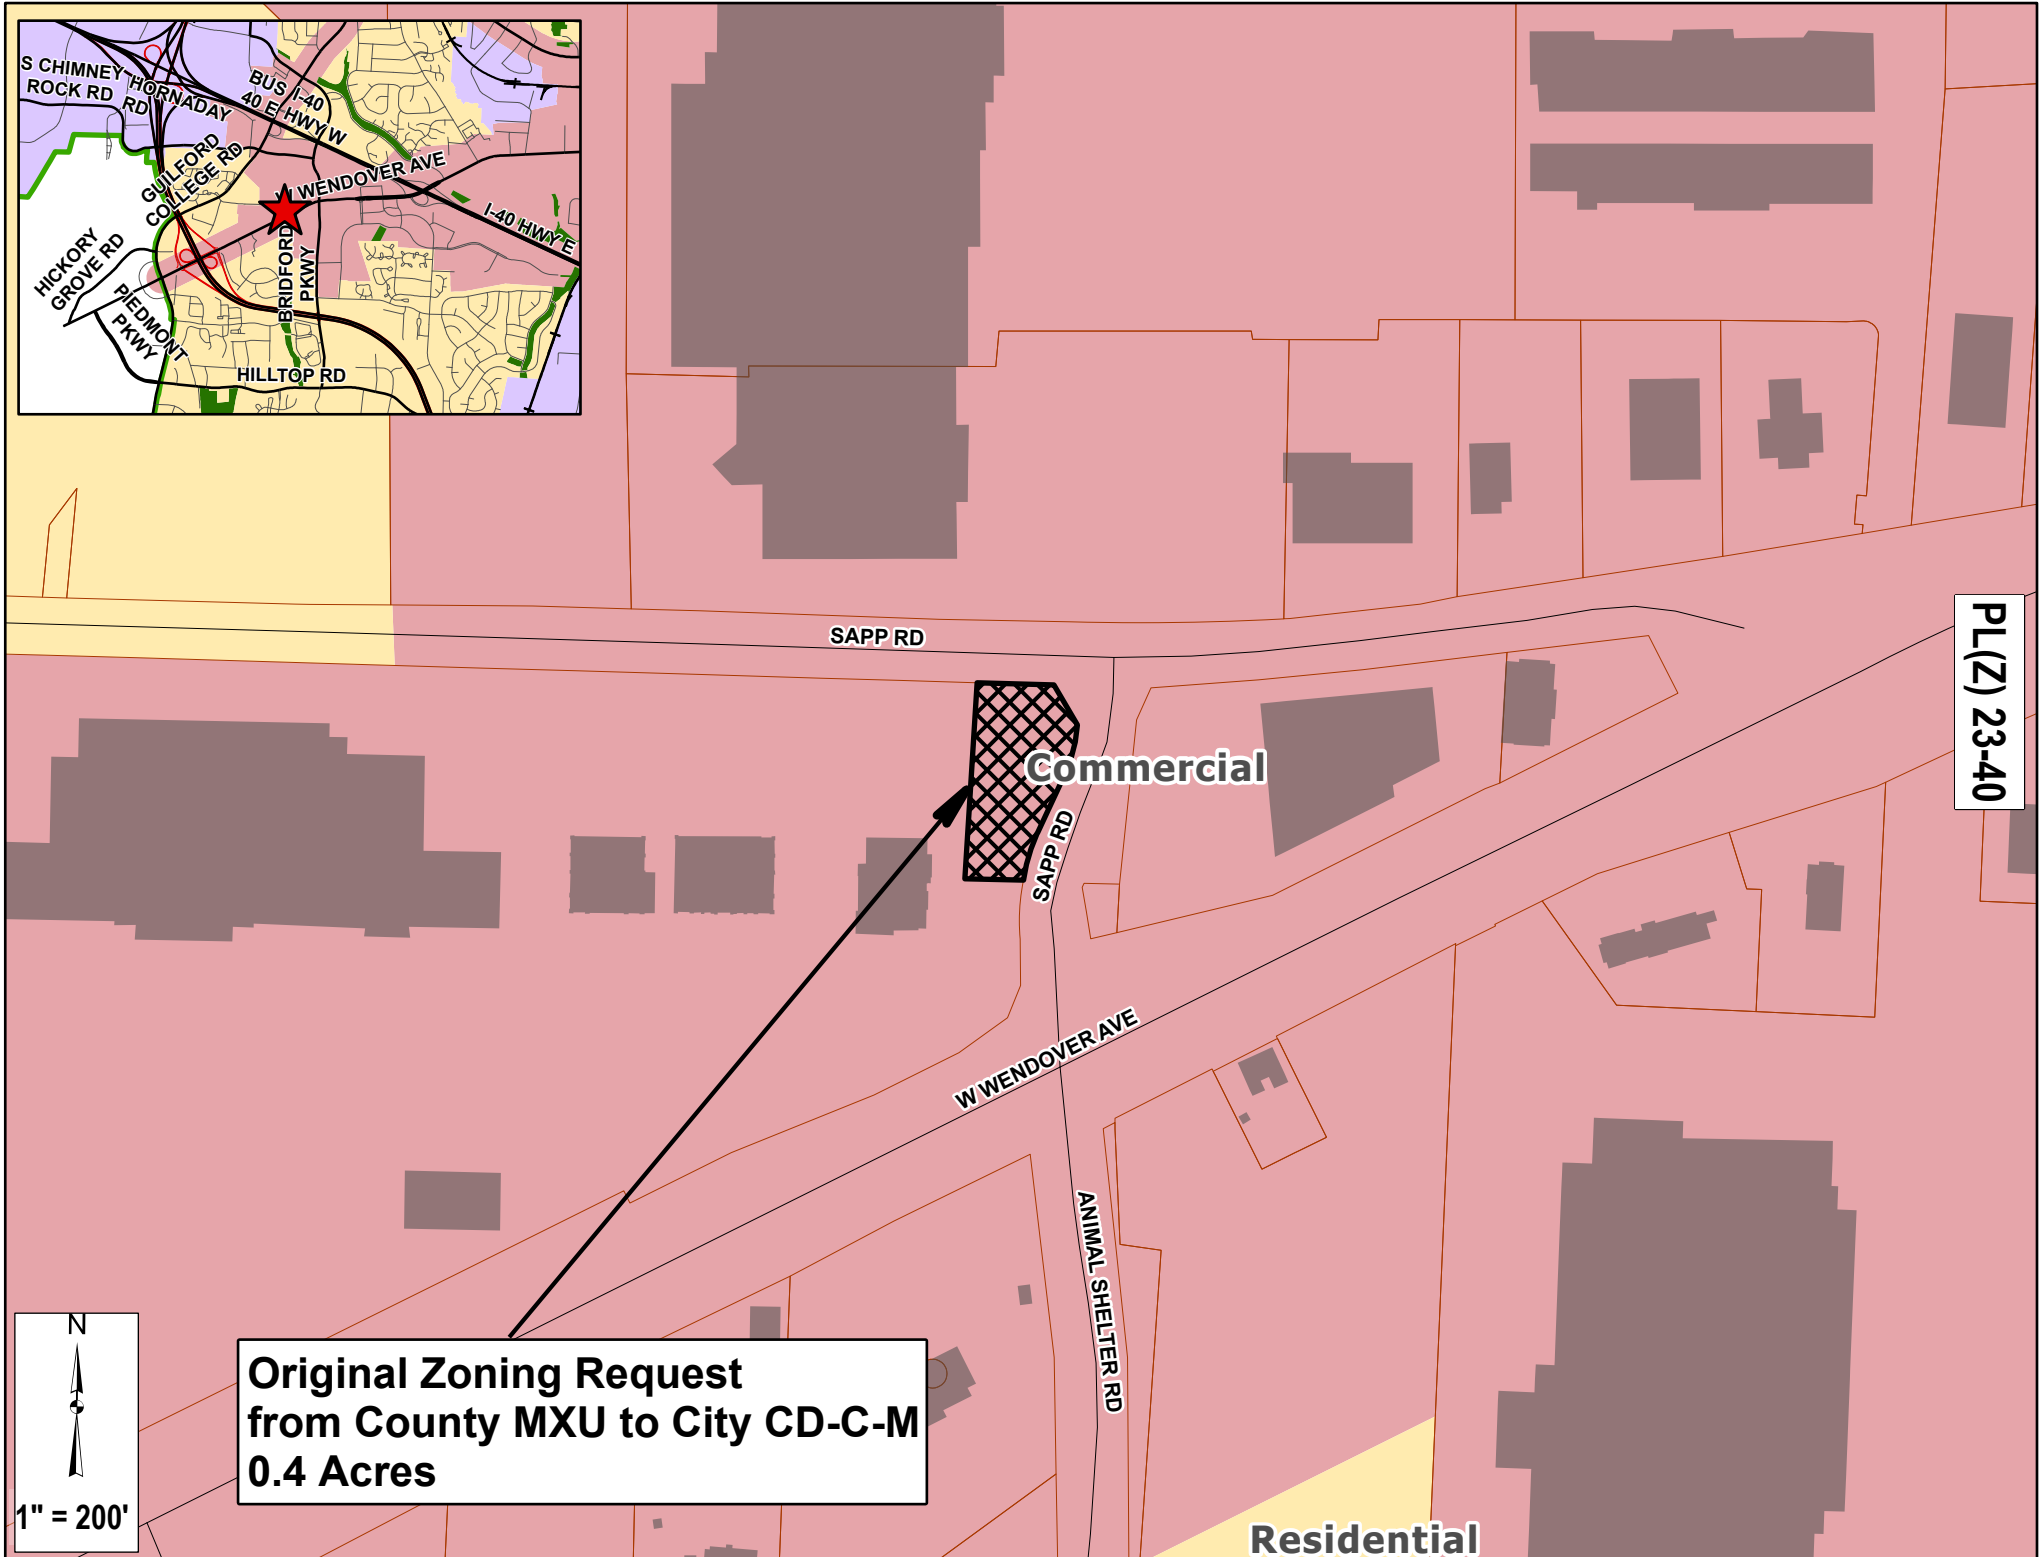 S CHIMNEY
ROCK RD
HORNADAY
RD
BUS I-40
40 E HWY W
GUILFORD
COLLEGE RD
W WENDOVER AVE
I-40 HWY E
HICKORY
GROVE RD
BRIDFORD
PKWY
PIEDMONT
PKWY
HILLTOP RD
SAPP RD
PL(Z) 23-40
Commercial
SAPP RD
W WENDOVER AVE
ANIMAL SHELTER RD
N
1" = 200'
Original Zoning Request
from County MXU to City CD-C-M
0.4 Acres
Residential